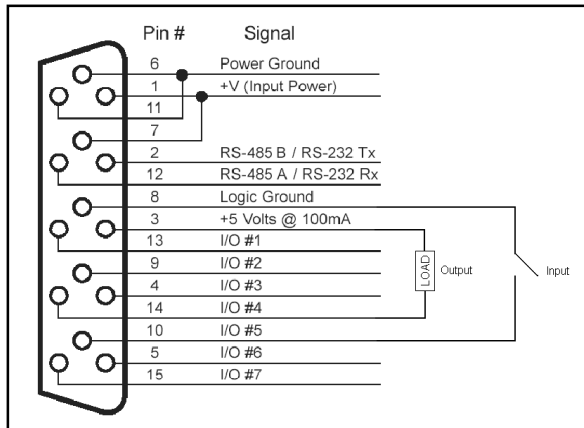 Pin # Signal
6 Power Ground
1 +V (Input Power)
11
7
2 RS-485 B / RS-232 Tx
12 RS-485 A / RS-232 Rx
8 Logic Ground
3 +5 Volts @ 100mA
13 I/O #1
9 I/O #2
4 I/O #3
14 I/O #4
10 I/O #5
5 I/O #6
15 I/O #7
LOAD Output Input